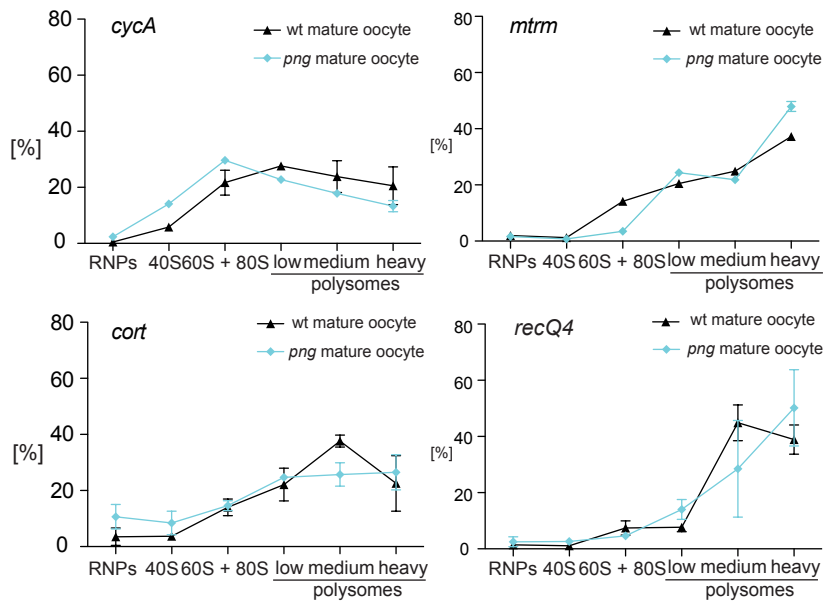 cycA
wt mature oocyte
png mature oocyte
[%]
80
60
40
20
0
RNPs 40S 60S + 80S low medium heavy
polysomes
mtrm
wt mature oocyte
png mature oocyte
[%]
80
60
40
20
0
RNPs 40S 60S + 80S low medium heavy
polysomes
cort
wt mature oocyte
png mature oocyte
[%]
80
60
40
20
0
RNPs 40S 60S + 80S low medium heavy
polysomes
recQ4
wt mature oocyte
png mature oocyte
[%]
80
60
40
20
0
RNPs 40S 60S + 80S low medium heavy
polysomes